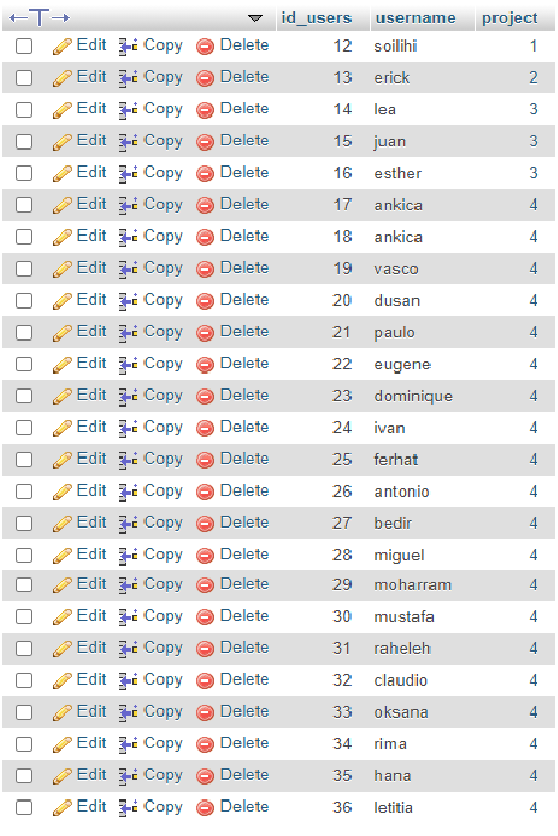 id_users username project
Edit Copy Delete 12 soilihi 1
Edit Copy Delete 13 erick 2
Edit Copy Delete 14 lea 3
Edit Copy Delete 15 juan 3
Edit Copy Delete 16 esther 3
Edit Copy Delete 17 ankica 4
Edit Copy Delete 18 ankica 4
Edit Copy Delete 19 vasco 4
Edit Copy Delete 20 dusan 4
Edit Copy Delete 21 paulo 4
Edit Copy Delete 22 eugene 4
Edit Copy Delete 23 dominique 4
Edit Copy Delete 24 ivan 4
Edit Copy Delete 25 ferhat 4
Edit Copy Delete 26 antonio 4
Edit Copy Delete 27 bedir 4
Edit Copy Delete 28 miguel 4
Edit Copy Delete 29 moharram 4
Edit Copy Delete 30 mustafa 4
Edit Copy Delete 31 raheleh 4
Edit Copy Delete 32 claudio 4
Edit Copy Delete 33 oksana 4
Edit Copy Delete 34 rima 4
Edit Copy Delete 35 hana 4
Edit Copy Delete 36 letitia 4